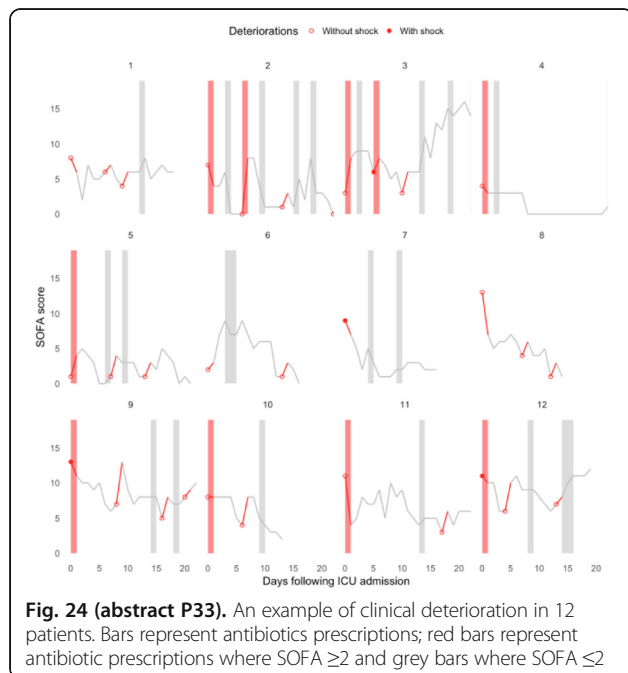 Deteriorations ○ Without shock ● With shock
1 2 3 4
15
10
5
0
5 6 7 8
SOFA score
15
10
5
0
9 10 11 12
15
10
5
0
0 5 10 15 20 0 5 10 15 20 0 5 10 15 20 0 5 10 15 20
Days following ICU admission
Fig. 24 (abstract P33). An example of clinical deterioration in 12
patients. Bars represent antibiotics prescriptions; red bars represent
antibiotic prescriptions where SOFA ≥2 and grey bars where SOFA ≤2